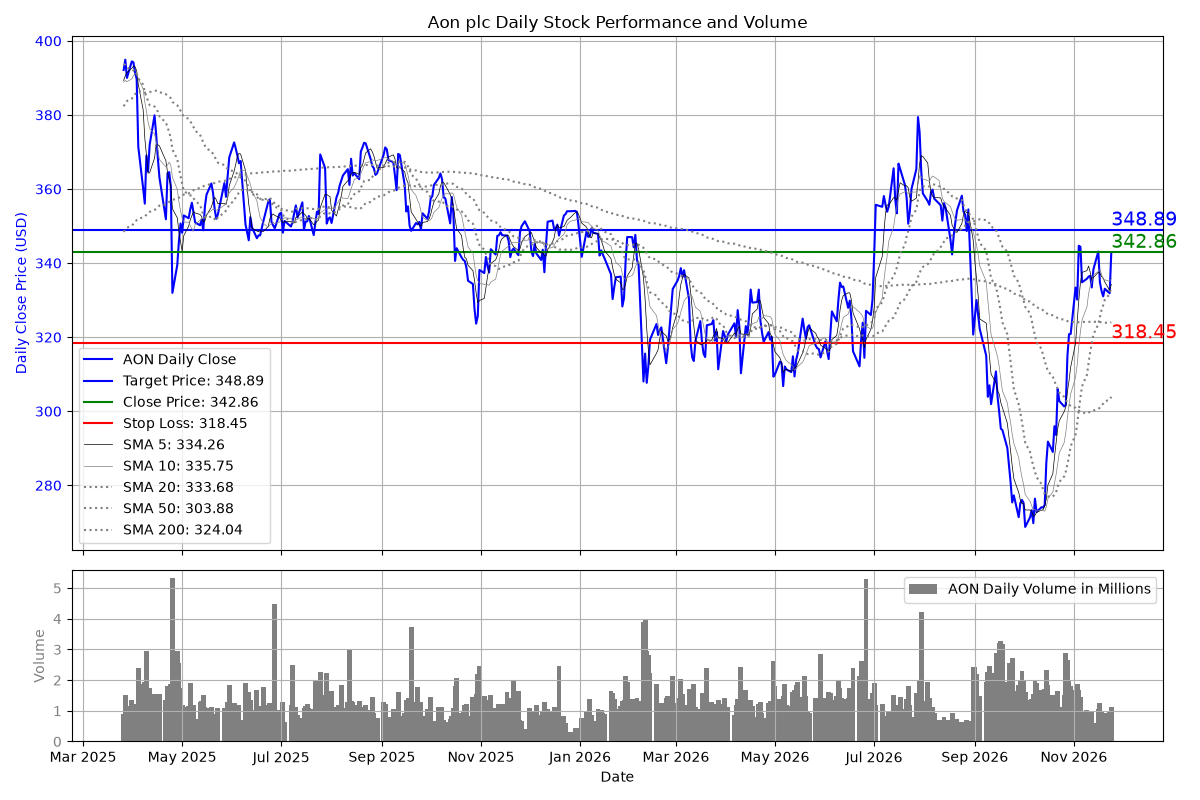 Aon plc Daily Stock Performance and Volume
400
380
360
340
320
300
280
Daily Close Price (USD)
348.89
342.86
318.45
AON Daily Close
Target Price: 348.89
Close Price: 342.86
Stop Loss: 318.45
SMA 5: 334.26
SMA 10: 335.75
SMA 20: 333.68
SMA 50: 303.88
SMA 200: 324.04
5
4
3
2
1
0
Volume
AON Daily Volume in Millions
Mar 2025
May 2025
Jul 2025
Sep 2025
Nov 2025
Jan 2026
Mar 2026
May 2026
Jul 2026
Sep 2026
Nov 2026
Date